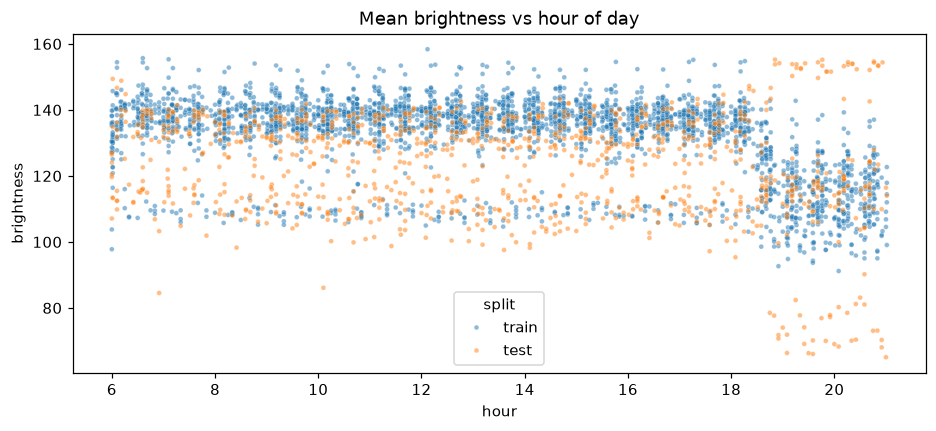 Mean brightness vs hour of day
160
140
120
100
80
brightness
split
train
test
6 8 10 12 14 16 18 20
hour